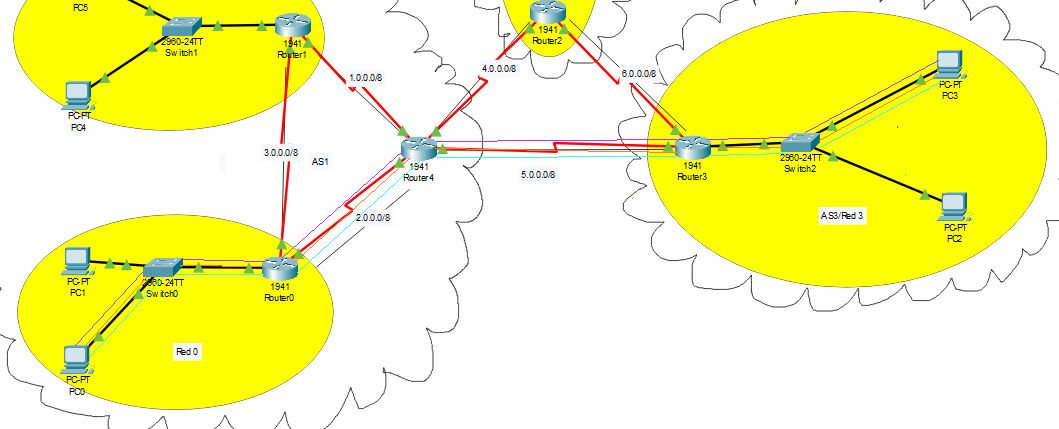 PC5
2960-24TT
Switch1
1941
Router1
PC-PT
PC4
1.0.0.0/8
1941
Router2
4.0.0.0/8
6.0.0.0/8
3.0.0.0/8
AS1
1941
Router4
5.0.0.0/8
2.0.0.0/8
1941
Router3
2960-24TT
Switch2
PC-PT
PC3
AS3/Red 3
PC-PT
PC2
PC-PT
PC1
2960-24TT
Switch0
1941
Router0
Red 0
PC-PT
PC0